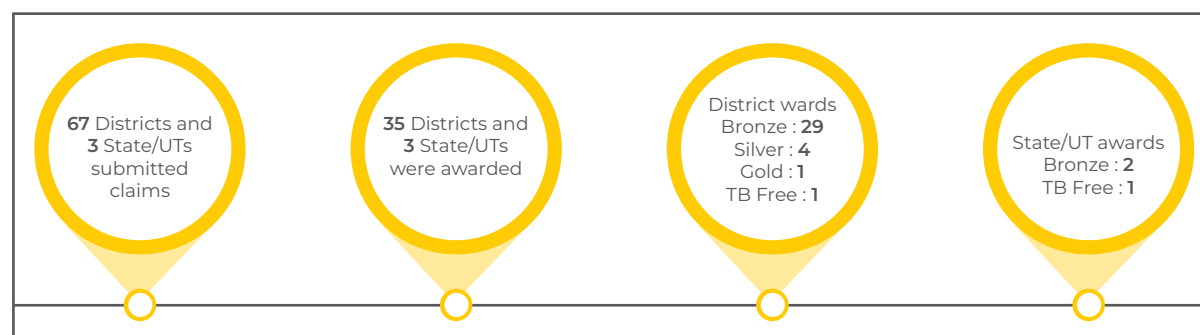 67 Districts and
3 State/UTs
submitted
claims
35 Districts and
3 State/UTs
were awarded
District wards
Bronze : 29
Silver : 4
Gold : 1
TB Free : 1
State/UT awards
Bronze : 2
TB Free : 1